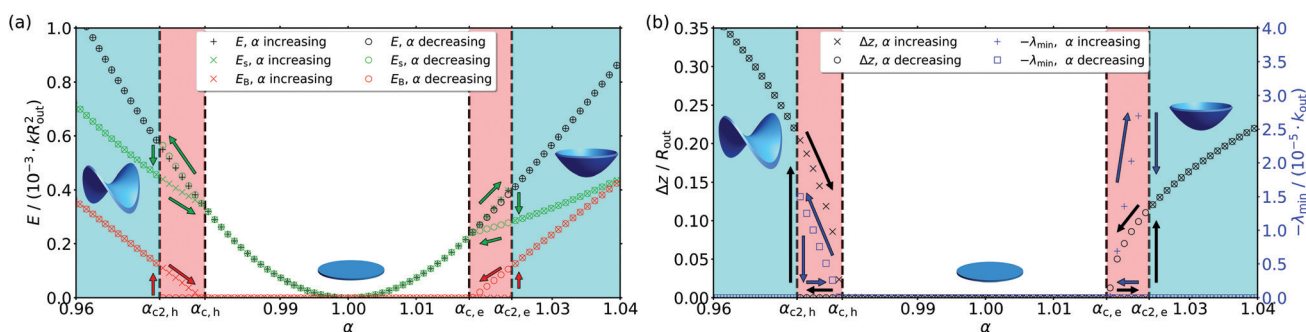 (a)
1.0
0.8
0.6
0.4
0.2
0.0
E / (10⁻³ · kR²out)
+ E, α increasing
× Es, α increasing
× EB, α increasing
○ E, α decreasing
○ Es, α decreasing
○ EB, α decreasing
0.96 αc2, h αc, h 0.99 1.00 1.01 αc, e αc2, e 1.03 1.04
α
(b)
0.35
0.30
0.25
0.20
0.15
0.10
0.05
0.00
Δz / Rout
× Δz, α increasing
○ Δz, α decreasing
+ −λmin, α increasing
□ −λmin, α decreasing
4.0
3.5
3.0
2.5
2.0
1.5
1.0
0.5
0.0
−λmin / (10⁻⁵ · kout)
0.96 αc2, h αc, h 0.99 1.00 1.01 αc, e αc2, e 1.03 1.04
α